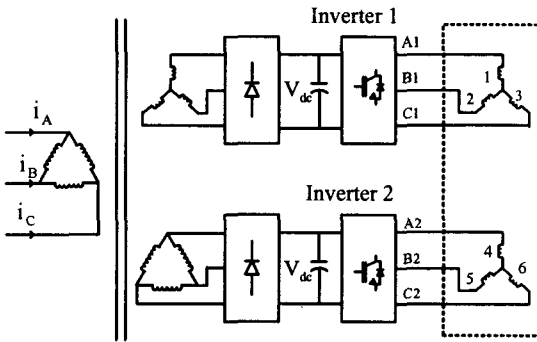 Inverter 1
A1
B1
C1
V_dc
1
2
3
i_A
i_B
i_C
Inverter 2
A2
B2
C2
V_dc
4
5
6